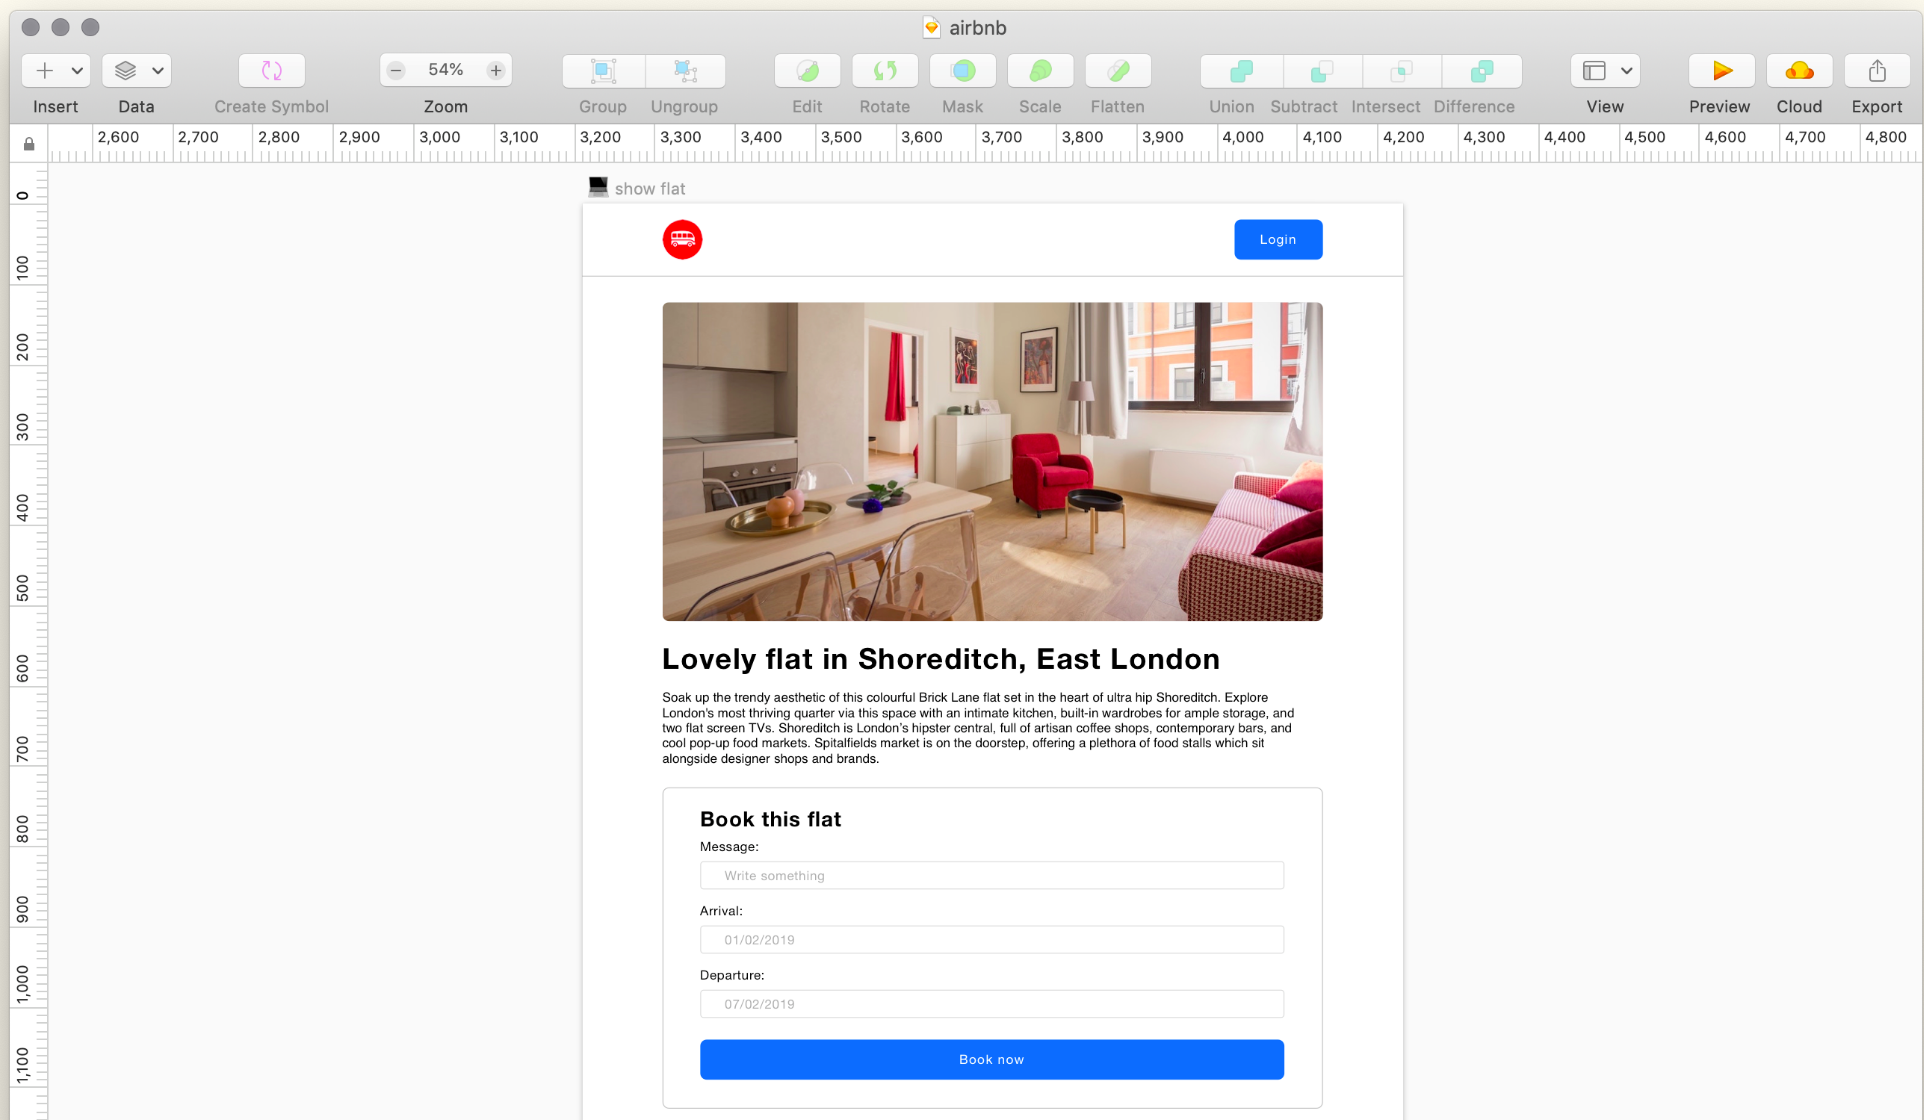 airbnb
54%
Insert
Data
Create Symbol
Zoom
Group
Ungroup
Edit
Rotate
Mask
Scale
Flatten
Union
Subtract
Intersect
Difference
View
Preview
Cloud
Export
2,600 2,700 2,800 2,900 3,000 3,100 3,200 3,300 3,400 3,500 3,600 3,700 3,800 3,900 4,000 4,100 4,200 4,300 4,400 4,500 4,600 4,700 4,800
0
100
200
300
400
500
600
700
800
900
1,000
1,100
show flat
Login
Lovely flat in Shoreditch, East London
Soak up the trendy aesthetic of this colourful Brick Lane flat set in the heart of ultra hip Shoreditch. Explore
London's most thriving quarter via this space with an intimate kitchen, built-in wardrobes for ample storage, and
two flat screen TVs. Shoreditch is London's hipster central, full of artisan coffee shops, contemporary bars, and
cool pop-up food markets. Spitalfields market is on the doorstep, offering a plethora of food stalls which sit
alongside designer shops and brands.
Book this flat
Message:
Write something
Arrival:
01/02/2019
Departure:
07/02/2019
Book now